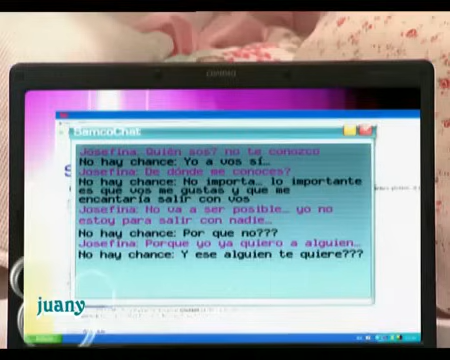 COMPAQ
SamcoChat
Josefina: Quién sos? no te conozco
No hay chance: Yo a vos sí...
Josefina: De dónde me conoces?
No hay chance: No importa... lo importante
es que vos me gustas y que me
encantaría salir con vos
Josefina: No va a ser posible... yo no
estoy para salir con nadie...
No hay chance: Por que no???
Josefina: Porque yo ya quiero a alguien...
No hay chance: Y ese alguien te quiere???
juany